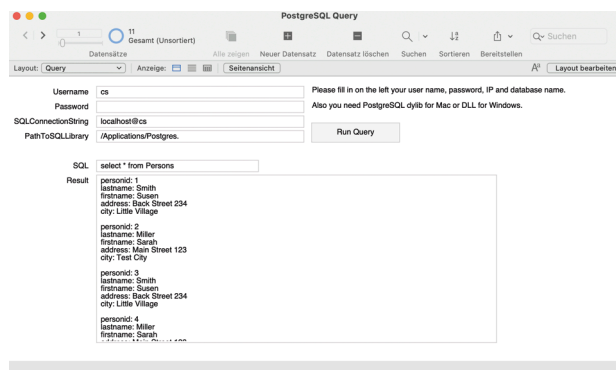 PostgreSQL Query
1
11
Gesamt (Unsortiert)
Suchen
Datensätze
Alle zeigen
Neuer Datensatz
Datensatz löschen
Suchen
Sortieren
Bereitstellen
Layout: Query
Anzeige:
Seitenansicht
Aa
Layout bearbeiten
Username
cs
Please fill in on the left your user name, password, IP and database name.
Password
Also you need PostgreSQL dylib for Mac or DLL for Windows.
SQLConnectionString
localhost@cs
PathToSQLLibrary
/Applications/Postgres.
Run Query
SQL
select * from Persons
Result
personid: 1
lastname: Smith
firstname: Susen
address: Back Street 234
city: Little Village
personid: 2
lastname: Miller
firstname: Sarah
address: Main Street 123
city: Test City
personid: 3
lastname: Smith
firstname: Susen
address: Back Street 234
city: Little Village
personid: 4
lastname: Miller
firstname: Sarah
address: Main Street 123